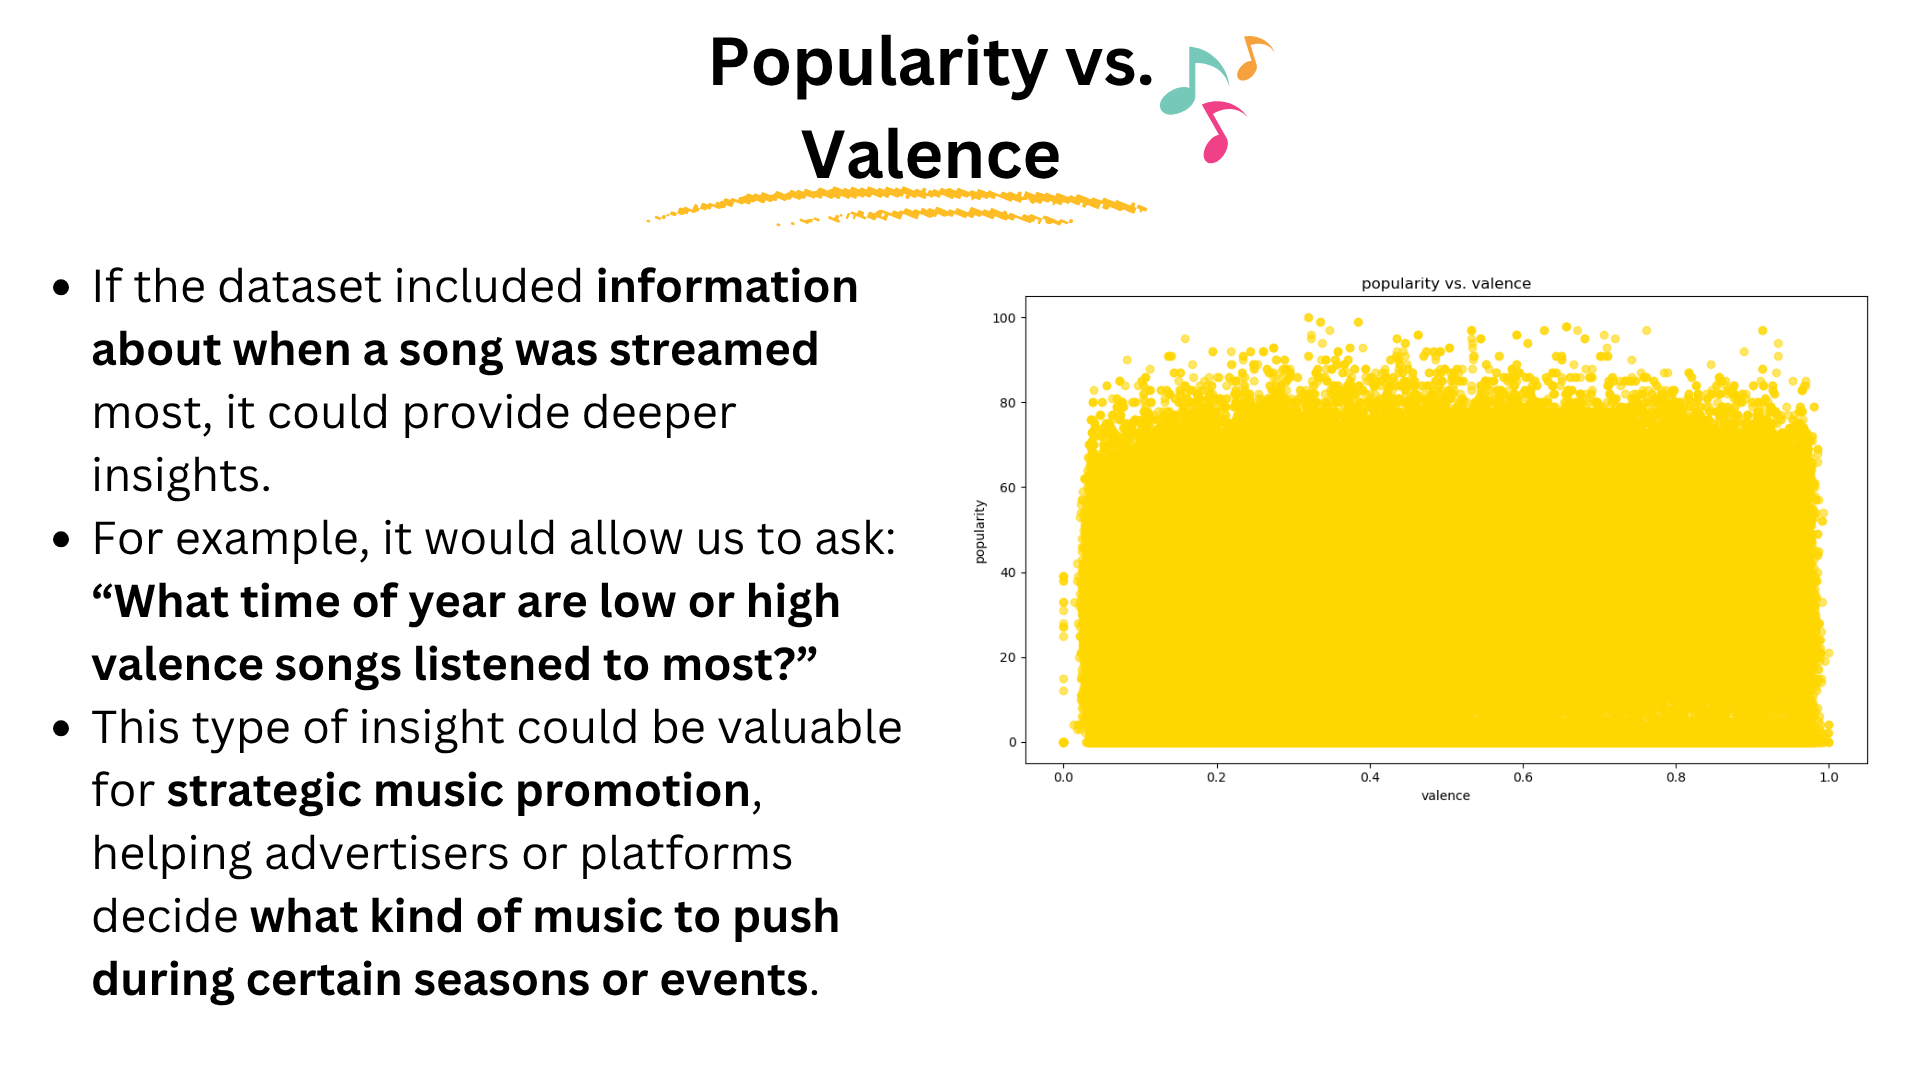 Popularity vs.
Valence
• If the dataset included information
about when a song was streamed
most, it could provide deeper
insights.
• For example, it would allow us to ask:
“What time of year are low or high
valence songs listened to most?”
• This type of insight could be valuable
for strategic music promotion,
helping advertisers or platforms
decide what kind of music to push
during certain seasons or events.
popularity vs. valence
100
80
60
40
20
0
popularity
0.0 0.2 0.4 0.6 0.8 1.0
valence